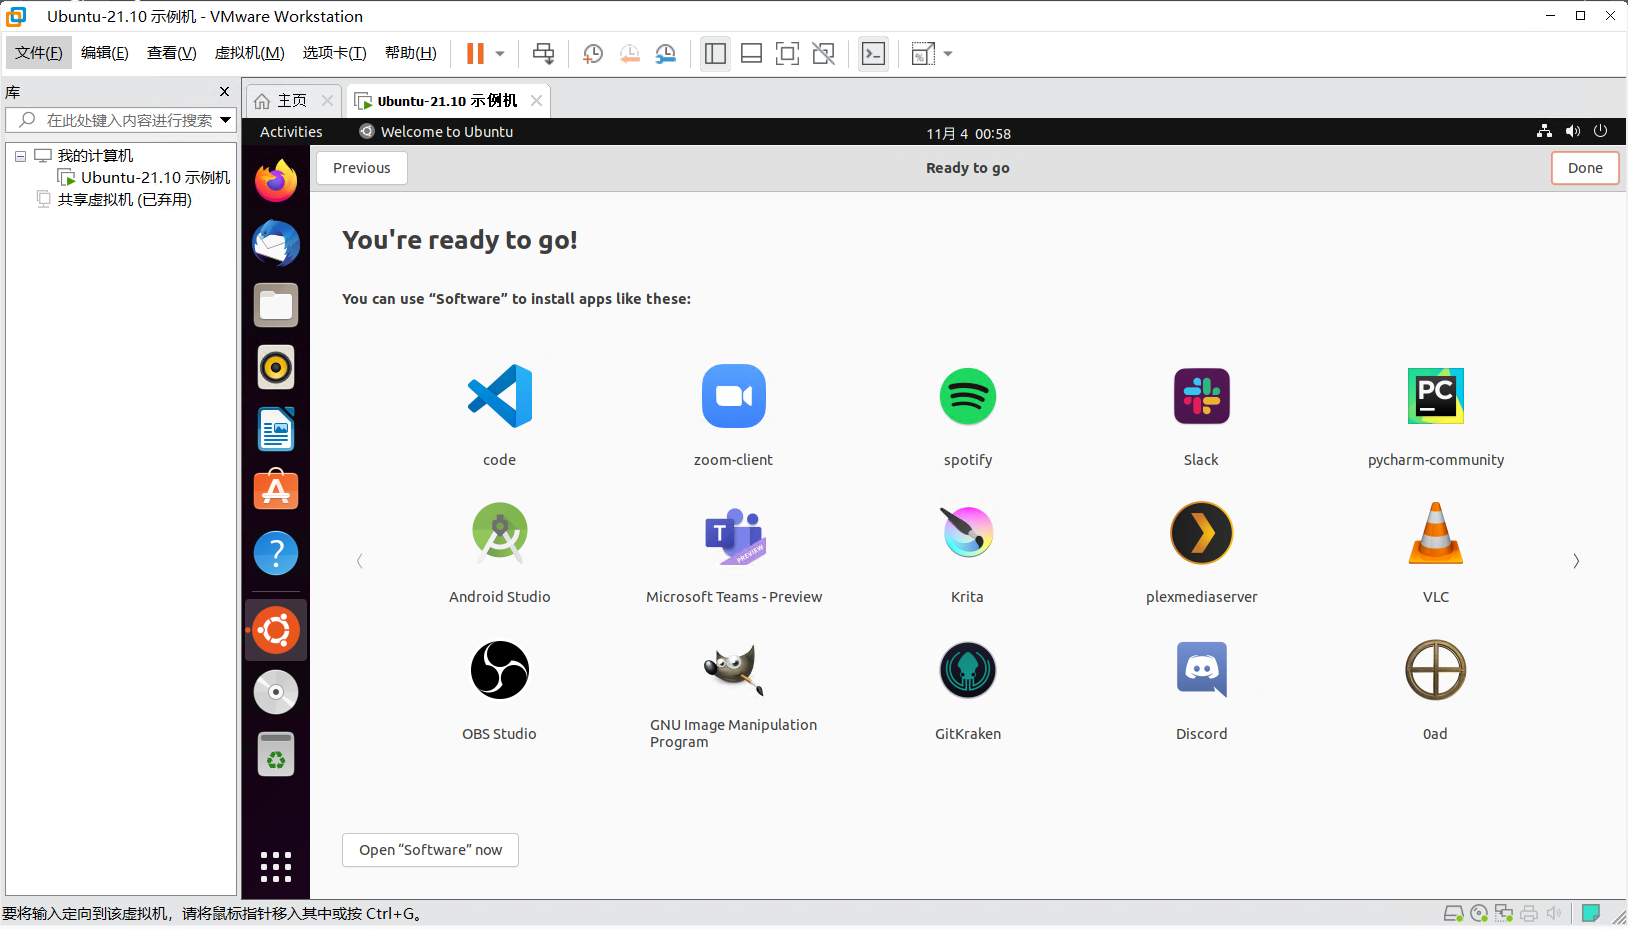 Ubuntu-21.10 示例机 - VMware Workstation
文件(F) 编辑(E) 查看(V) 虚拟机(M) 选项卡(T) 帮助(H)
库
主页
Ubuntu-21.10 示例机
在此处键入内容进行搜索
我的计算机
Ubuntu-21.10 示例机
共享虚拟机 (已弃用)
Activities
Welcome to Ubuntu
11月 4 00:58
Previous
Ready to go
Done
You're ready to go!
You can use “Software” to install apps like these:
code
zoom-client
spotify
Slack
PC
pycharm-community
T
PREVIEW
Android Studio
Microsoft Teams - Preview
Krita
plexmediaserver
VLC
OBS Studio
GNU Image Manipulation
Program
GitKraken
Discord
0ad
Open “Software” now
要将输入定向到该虚拟机，请将鼠标指针移入其中或按 Ctrl+G。